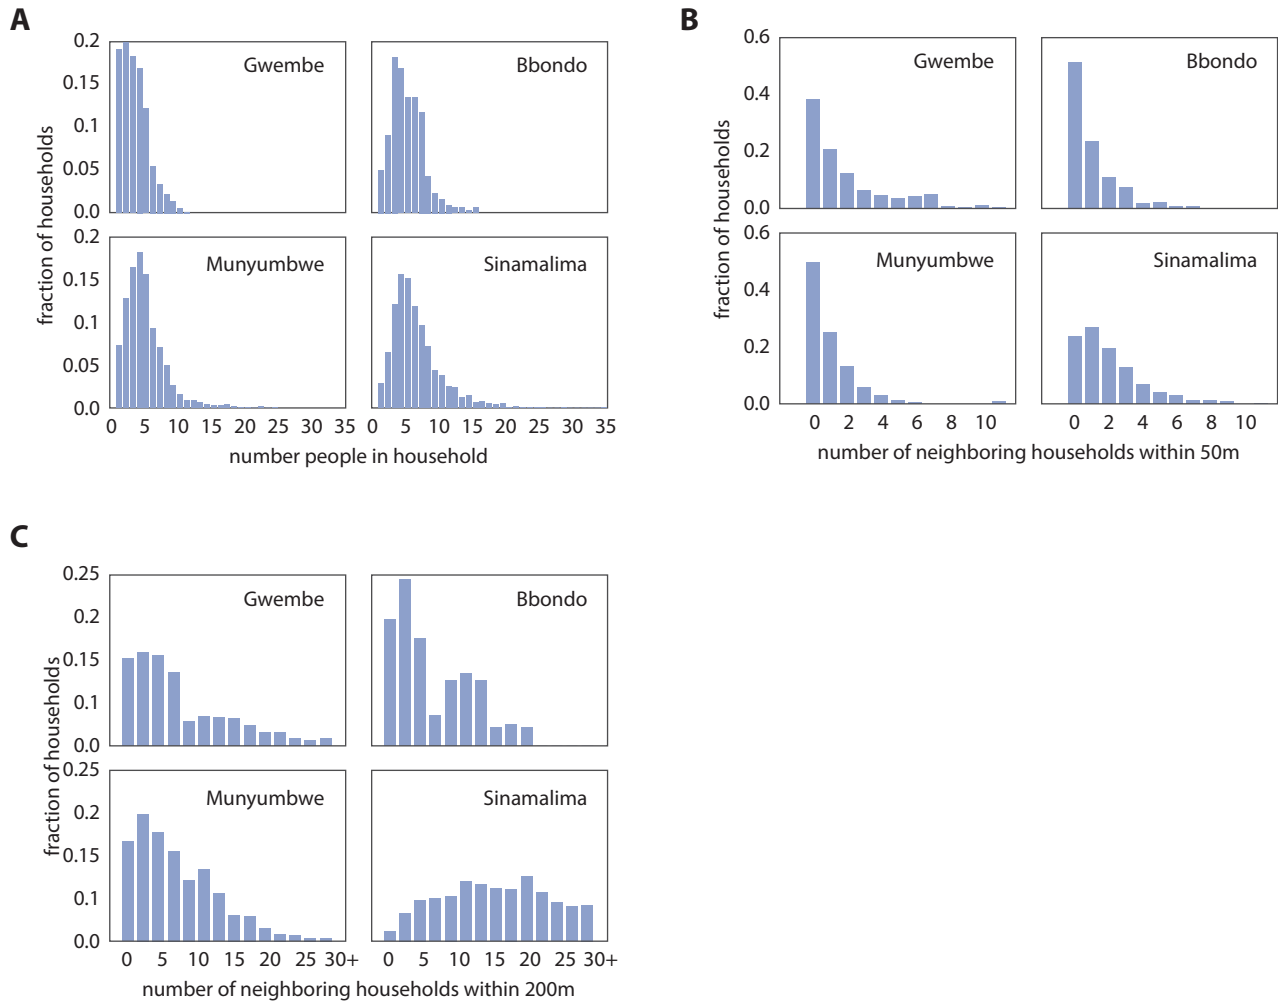 A
0.2
0.15
0.1
0.05
0.0
Gwembe
Bbondo
0.2
0.15
0.1
0.05
0.0
Munyumbwe
Sinamalima
fraction of households
0 5 10 15 20 25 30 35 0 5 10 15 20 25 30 35
number people in household
B
0.6
0.4
0.2
0.0
Gwembe
Bbondo
0.6
0.4
0.2
0.0
Munyumbwe
Sinamalima
fraction of households
0 2 4 6 8 10 0 2 4 6 8 10
number of neighboring households within 50m
C
0.25
0.2
0.15
0.1
0.0
Gwembe
Bbondo
0.25
0.2
0.15
0.1
0.0
Munyumbwe
Sinamalima
fraction of households
0 5 10 15 20 25 30+ 0 5 10 15 20 25 30+
number of neighboring households within 200m